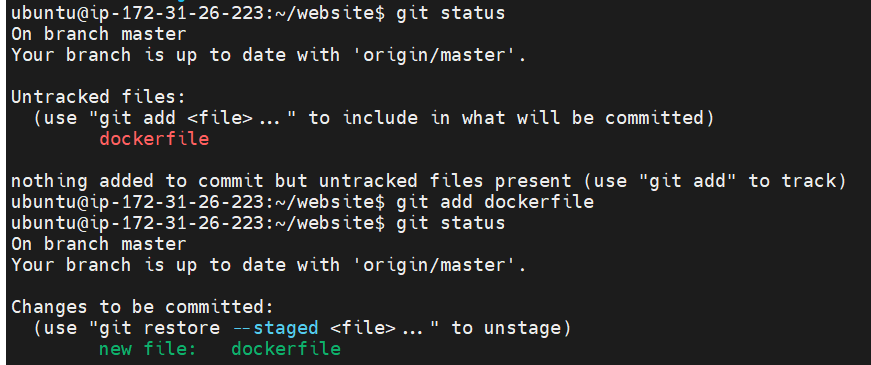 ubuntu@ip-172-31-26-223:~/website$ git status
On branch master
Your branch is up to date with 'origin/master'.
Untracked files:
  (use "git add <file>..." to include in what will be committed)
        dockerfile
nothing added to commit but untracked files present (use "git add" to track)
ubuntu@ip-172-31-26-223:~/website$ git add dockerfile
ubuntu@ip-172-31-26-223:~/website$ git status
On branch master
Your branch is up to date with 'origin/master'.
Changes to be committed:
  (use "git restore --staged <file>..." to unstage)
        new file:   dockerfile